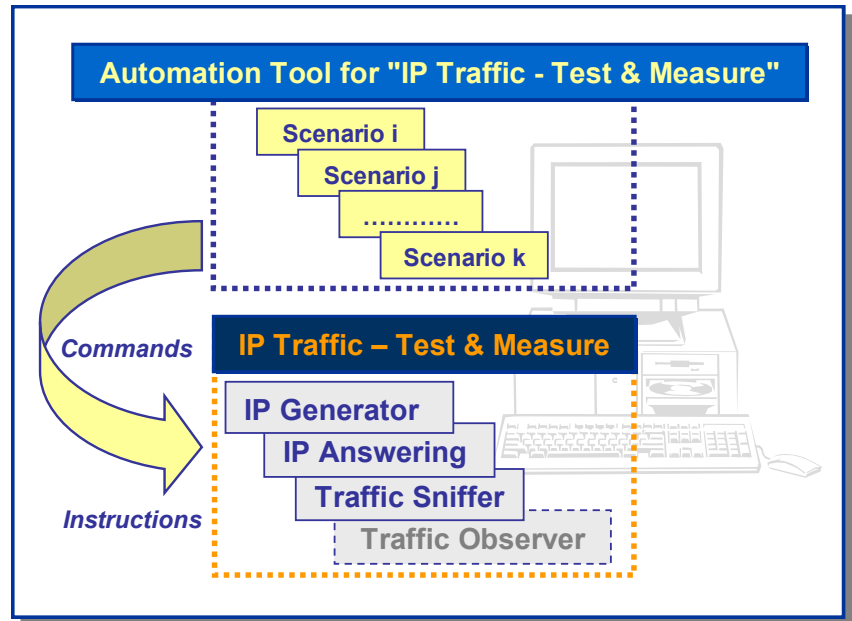 Automation Tool for "IP Traffic - Test & Measure"
Scenario i
Scenario j
............
Scenario k
Commands
IP Traffic – Test & Measure
IP Generator
IP Answering
Traffic Sniffer
Instructions
Traffic Observer